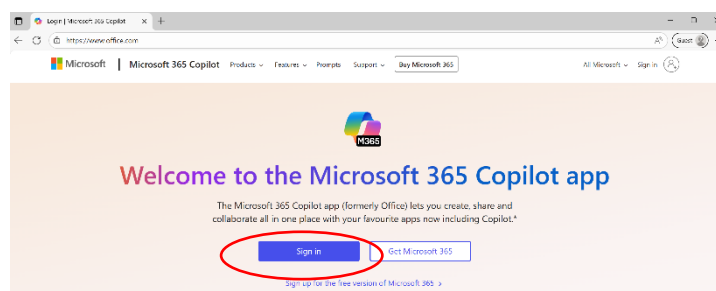 Login | Microsoft 365 Copilot
https://www.office.com
Guest
Microsoft | Microsoft 365 Copilot Products Features Prompts Support Buy Microsoft 365 All Microsoft Sign in
M365
Welcome to the Microsoft 365 Copilot app
The Microsoft 365 Copilot app (formerly Office) lets you create, share and
collaborate all in one place with your favourite apps now including Copilot.*
Sign in Get Microsoft 365
Sign up for the free version of Microsoft 365 >